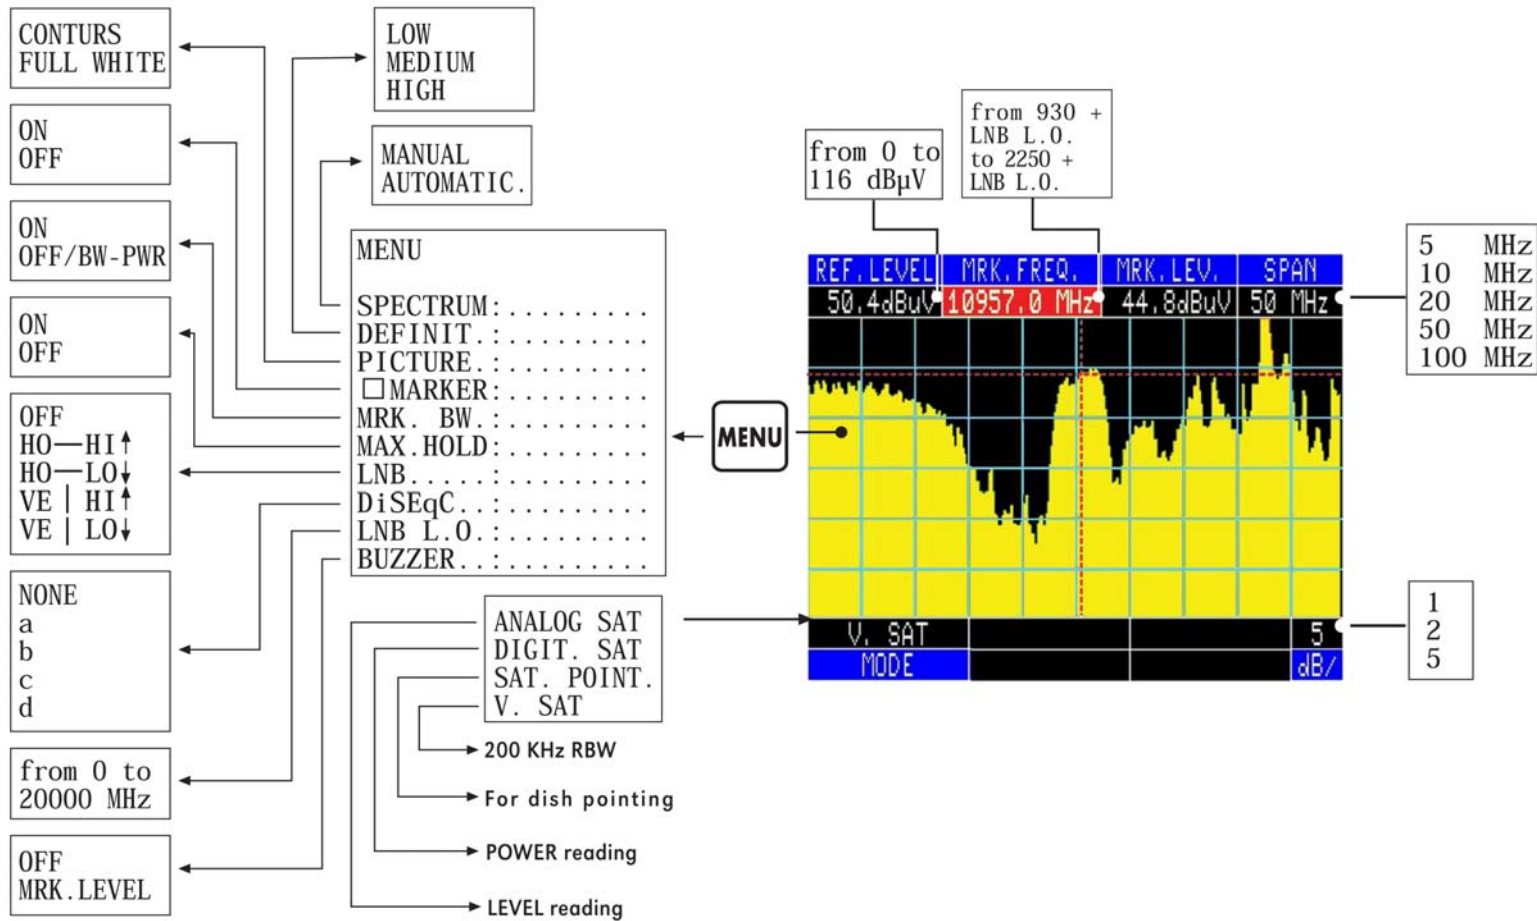 CONTURS
FULL WHITE
ON
OFF
ON
OFF/BW-PWR
ON
OFF
OFF
HO—HI↑
HO—LO↓
VE | HI↑
VE | LO↓
NONE
a
b
c
d
from 0 to
20000 MHz
OFF
MRK.LEVEL
LOW
MEDIUM
HIGH
MANUAL
AUTOMATIC.
MENU
SPECTRUM:.........
DEFINIT.:.........
PICTURE.:.........
□MARKER:.........
MRK. BW.:.........
MAX.HOLD:.........
LNB.....:.........
DiSEqC..:.........
LNB L.O.:.........
BUZZER..:.........
ANALOG SAT
DIGIT. SAT
SAT. POINT.
V. SAT
200 KHz RBW
For dish pointing
POWER reading
LEVEL reading
MENU
from 0 to
116 dBµV
from 930 +
LNB L.O.
to 2250 +
LNB L.O.
REF.LEVEL MRK.FREQ. MRK.LEV. SPAN
50.4dBuV 10957.0 MHz 44.8dBuV 50 MHz
V. SAT 5
MODE dB/
5 MHz
10 MHz
20 MHz
50 MHz
100 MHz
1
2
5